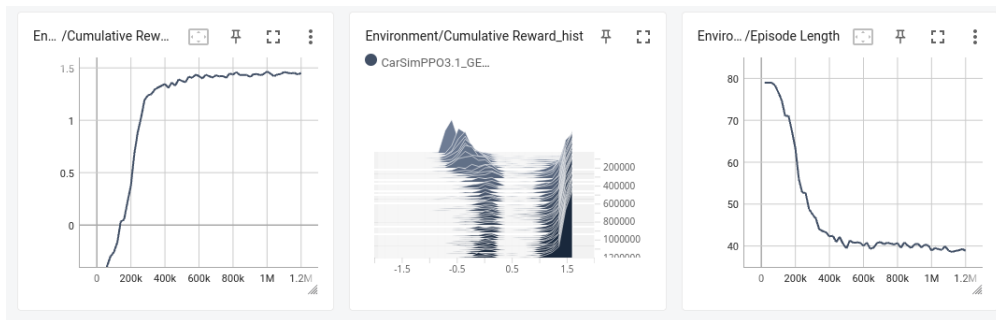 En... /Cumulative Rew...
1.5
1
0.5
0
0 200k 400k 600k 800k 1M 1.2M
Environment/Cumulative Reward_hist
CarSimPPO3.1_GE...
200000
400000
600000
800000
1000000
1200000
-1.5 -0.5 0.5 1.5
Enviro... /Episode Length
80
70
60
50
40
0 200k 400k 600k 800k 1M 1.2M